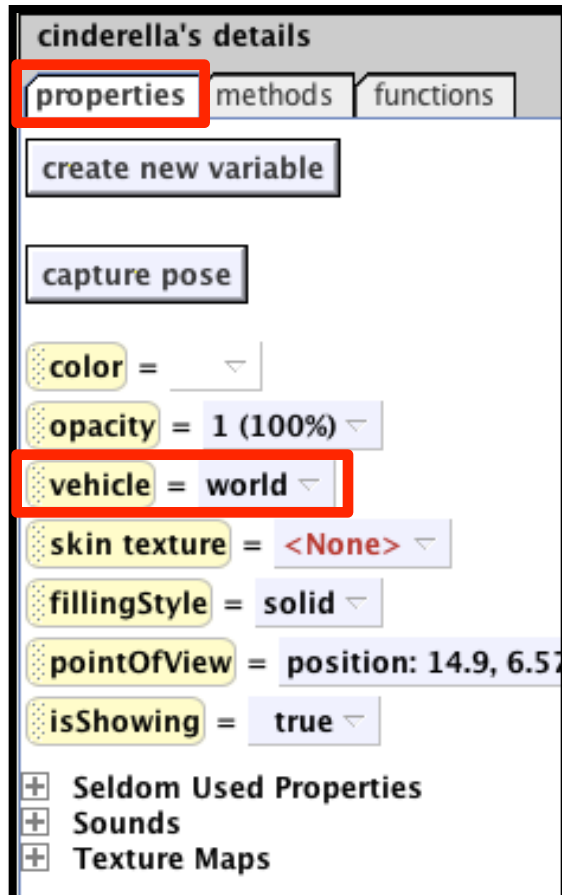 cinderella's details
properties methods functions
create new variable
capture pose
color =
opacity = 1 (100%)
vehicle = world
skin texture = <None>
fillingStyle = solid
pointOfView = position: 14.9, 6.57
isShowing = true
Seldom Used Properties
Sounds
Texture Maps